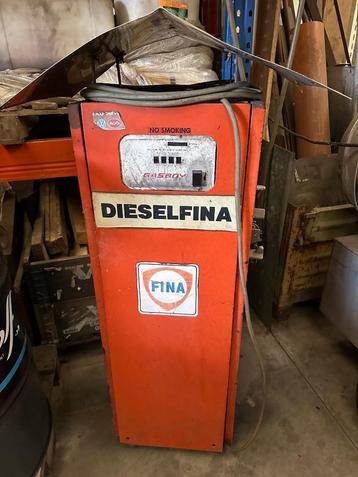 NO SMOKING
GASBOY
DIESELFINA
FINA